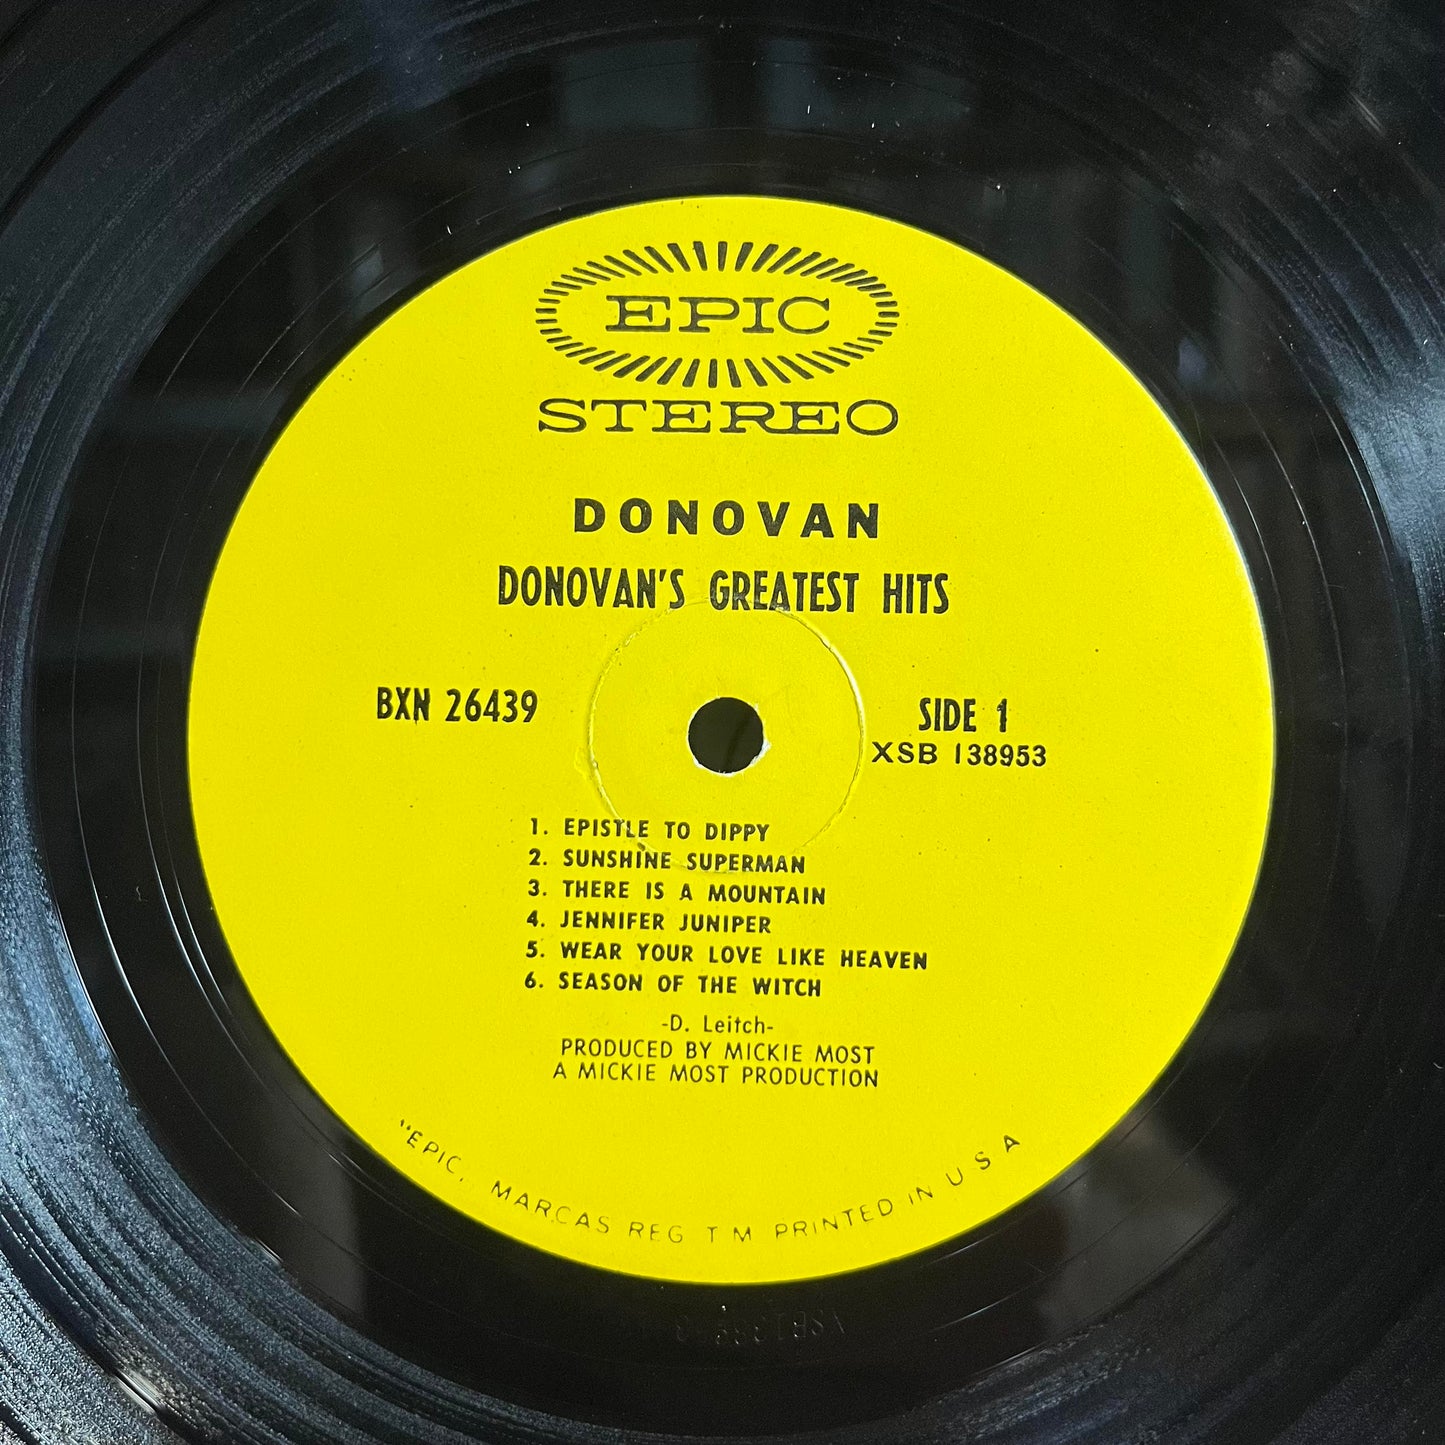 EPIC
STEREO
DONOVAN
DONOVAN'S GREATEST HITS
BXN 26439
SIDE 1
XSB 138953
1. EPISTLE TO DIPPY
2. SUNSHINE SUPERMAN
3. THERE IS A MOUNTAIN
4. JENNIFER JUNIPER
5. WEAR YOUR LOVE LIKE HEAVEN
6. SEASON OF THE WITCH
-D. Leitch-
PRODUCED BY MICKIE MOST
A MICKIE MOST PRODUCTION
"EPIC, MARCAS REG T M PRINTED IN U S A